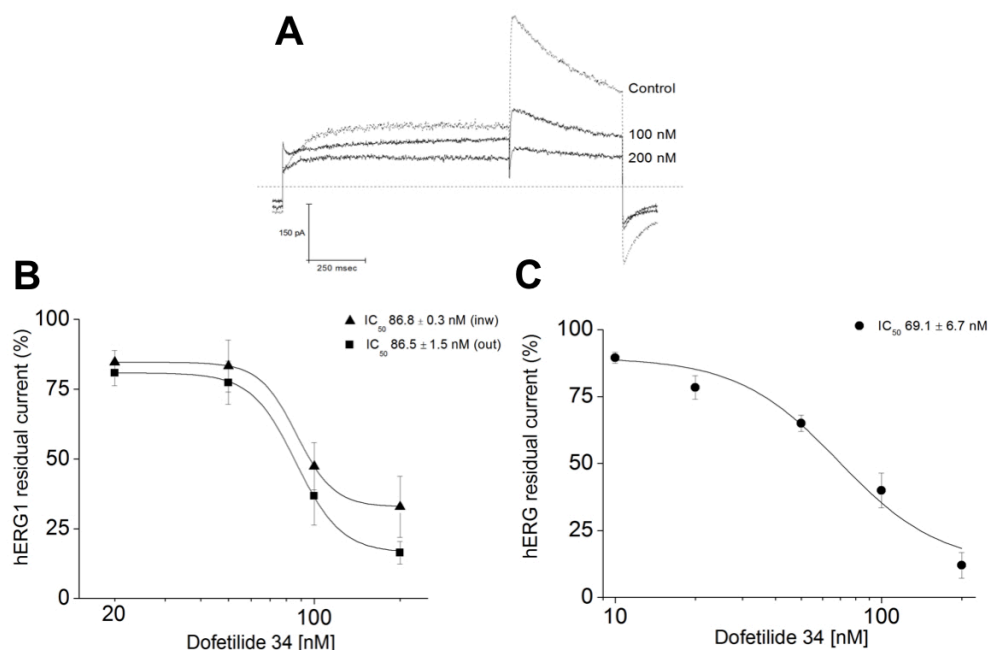 A
Control
100 nM
200 nM
150 pA
250 msec
B
100
75
50
25
0
hERG1 residual current (%)
IC50 86.8 ± 0.3 nM (inw)
IC50 86.5 ± 1.5 nM (out)
20
100
Dofetilide 34 [nM]
C
100
75
50
25
0
hERG residual current (%)
IC50 69.1 ± 6.7 nM
10
100
Dofetilide 34 [nM]